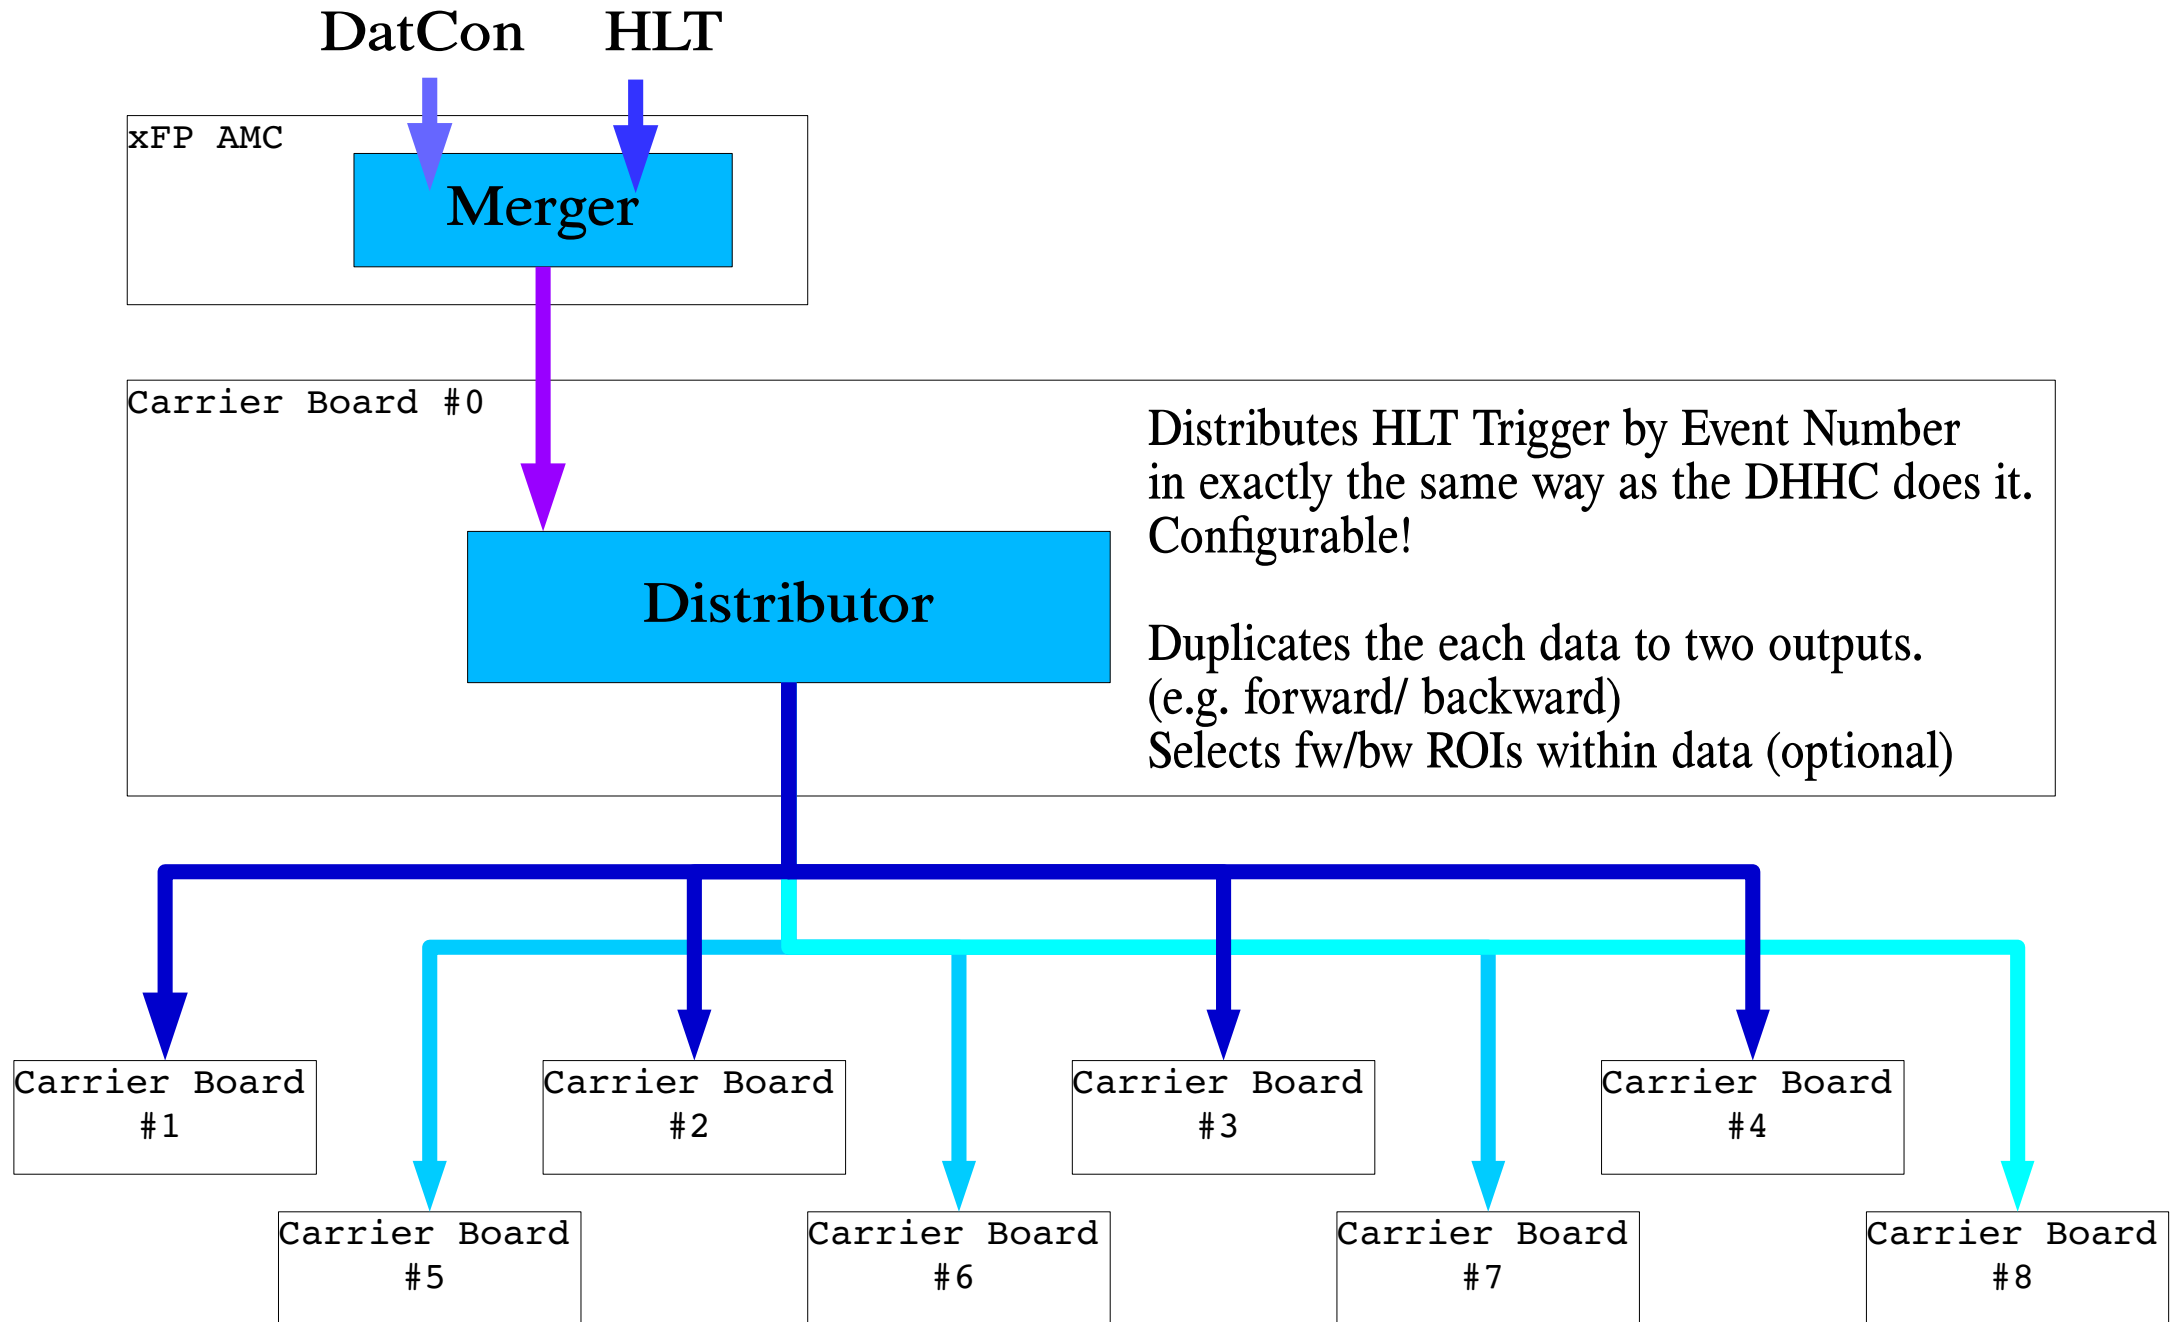 DatCon HLT
xFP AMC
Merger
Carrier Board #0
Distributes HLT Trigger by Event Number
in exactly the same way as the DHHC does it.
Configurable!
Distributor
Duplicates the each data to two outputs.
(e.g. forward/ backward)
Selects fw/bw ROIs within data (optional)
Carrier Board
#1
Carrier Board
#2
Carrier Board
#3
Carrier Board
#4
Carrier Board
#5
Carrier Board
#6
Carrier Board
#7
Carrier Board
#8